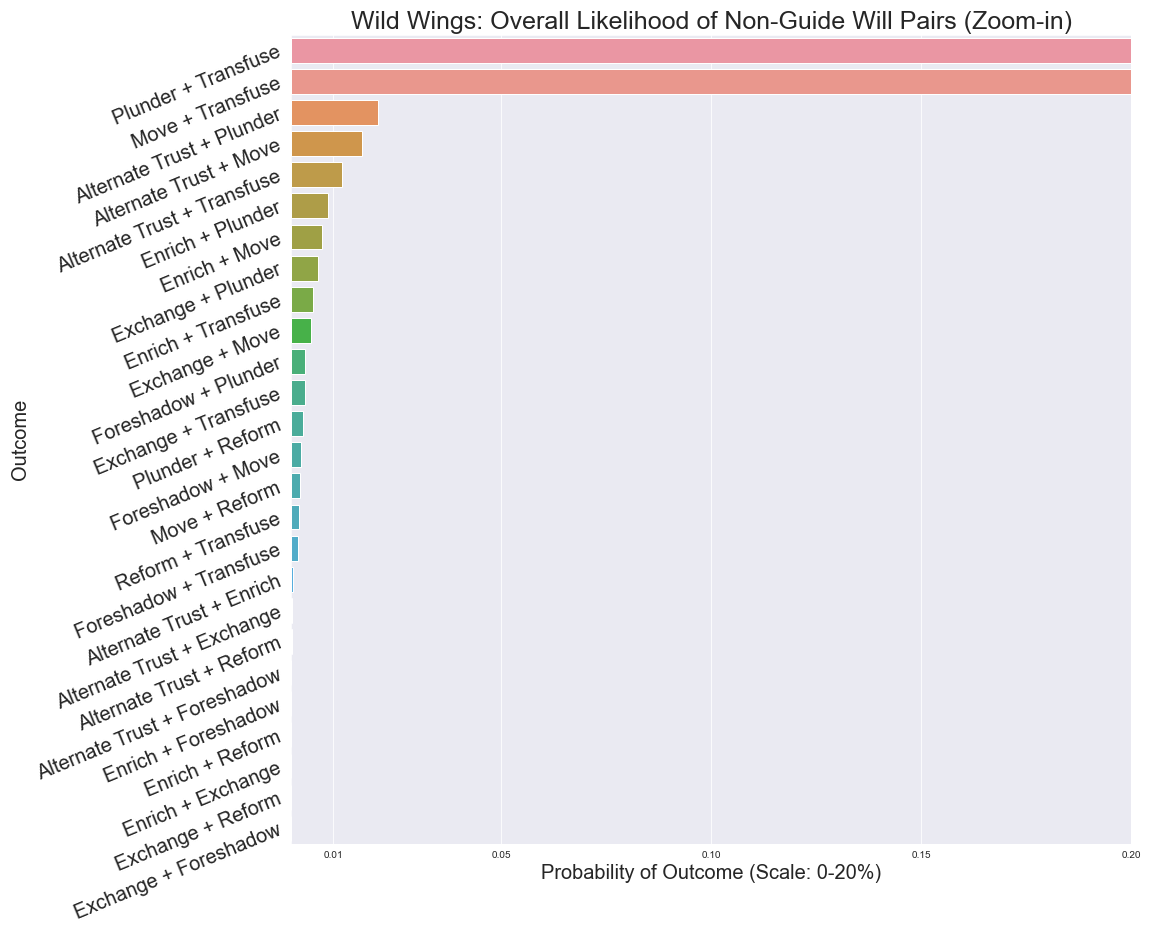 Wild Wings: Overall Likelihood of Non-Guide Will Pairs (Zoom-in)
Outcome
Plunder + Transfuse
Move + Transfuse
Alternate Trust + Plunder
Alternate Trust + Move
Alternate Trust + Transfuse
Enrich + Plunder
Enrich + Move
Exchange + Plunder
Enrich + Transfuse
Exchange + Move
Foreshadow + Plunder
Exchange + Transfuse
Plunder + Reform
Foreshadow + Move
Move + Reform
Reform + Transfuse
Foreshadow + Transfuse
Alternate Trust + Enrich
Alternate Trust + Exchange
Alternate Trust + Reform
Alternate Trust + Foreshadow
Enrich + Foreshadow
Enrich + Reform
Enrich + Exchange
Exchange + Reform
Exchange + Foreshadow
0.01 0.05 0.10 0.15 0.20
Probability of Outcome (Scale: 0-20%)